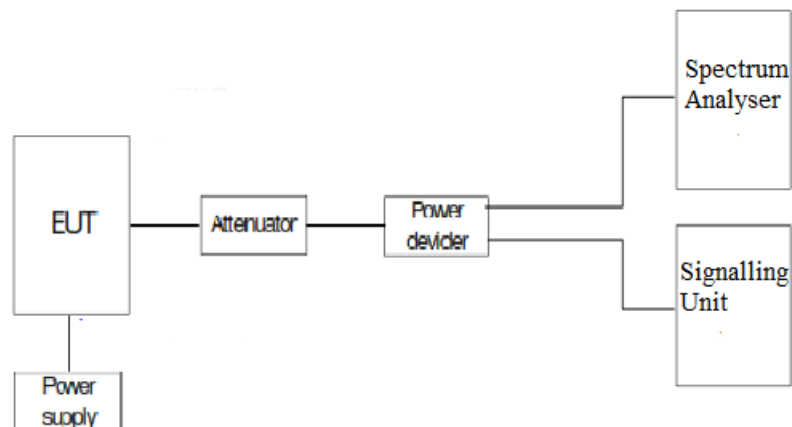 Spectrum
Analyser
EUT
Attenuator
Power
devider
Signalling
Unit
Power
supply